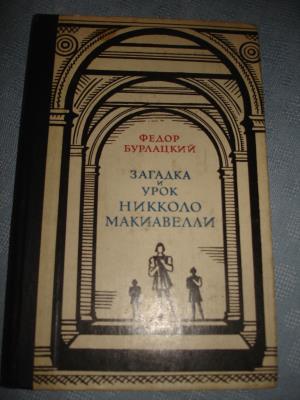 ФЕДОР
БУРЛАЦКИЙ
ЗАГАДКА
И
УРОК
НИККОЛО
МАКИАВЕЛЛИ